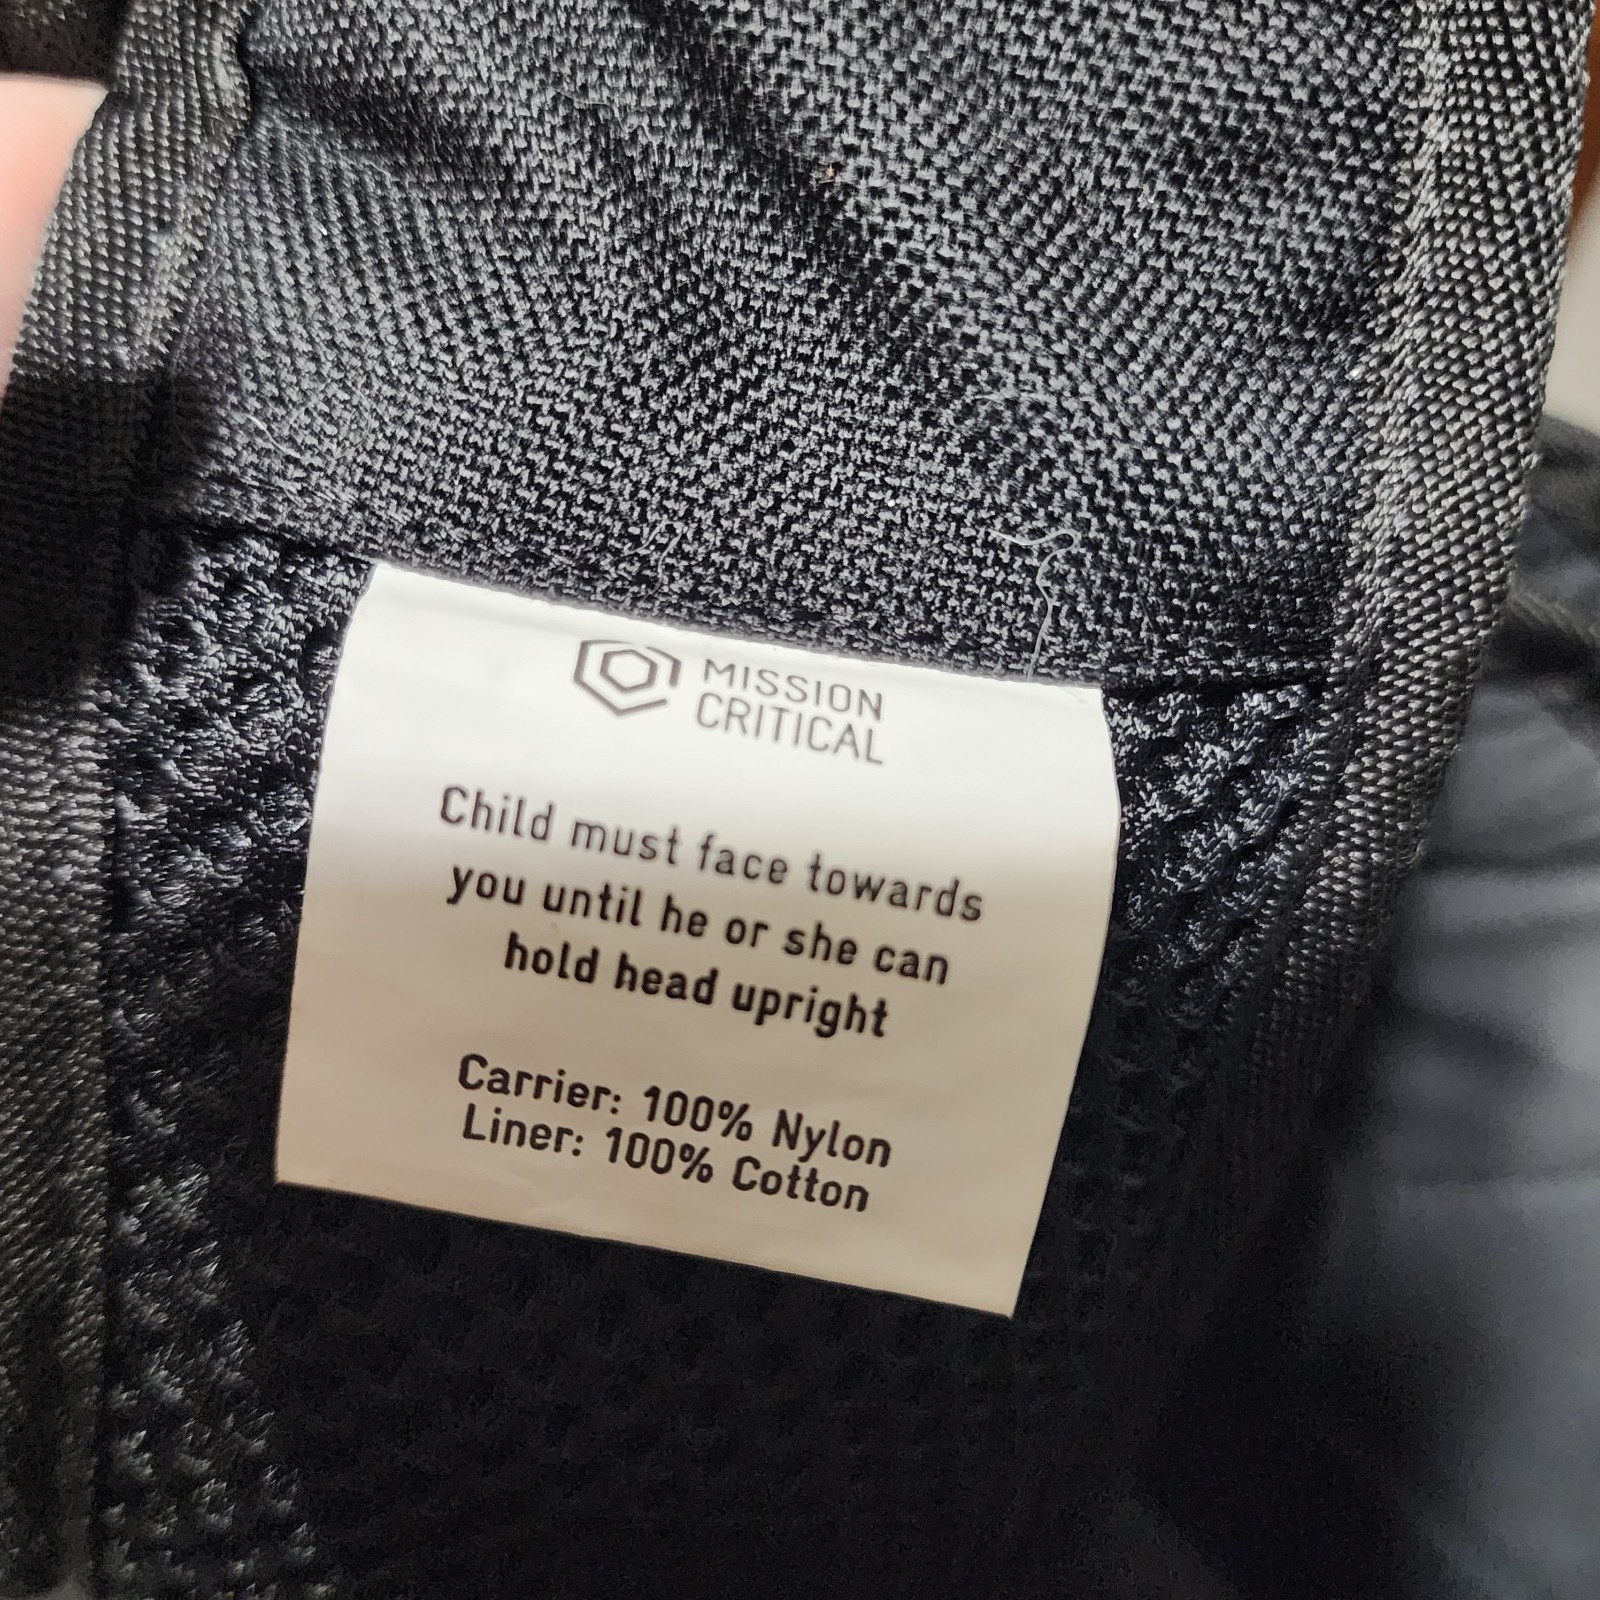 MISSION
CRITICAL
Child must face towards
you until he or she can
hold head upright
Carrier: 100% Nylon
Liner: 100% Cotton